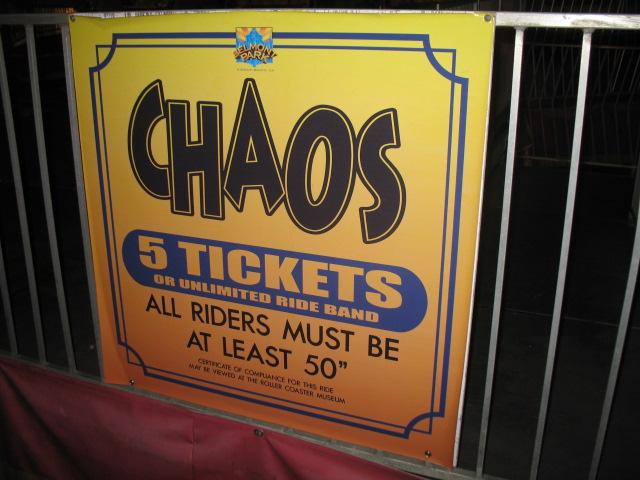 BELMONT
PARK
CHAOS
5 TICKETS
OR UNLIMITED RIDE BAND
ALL RIDERS MUST BE
AT LEAST 50"
CERTIFICATE OF COMPLIANCE FOR THIS RIDE
MAY BE VIEWED AT THE ROLLER COASTER MUSEUM